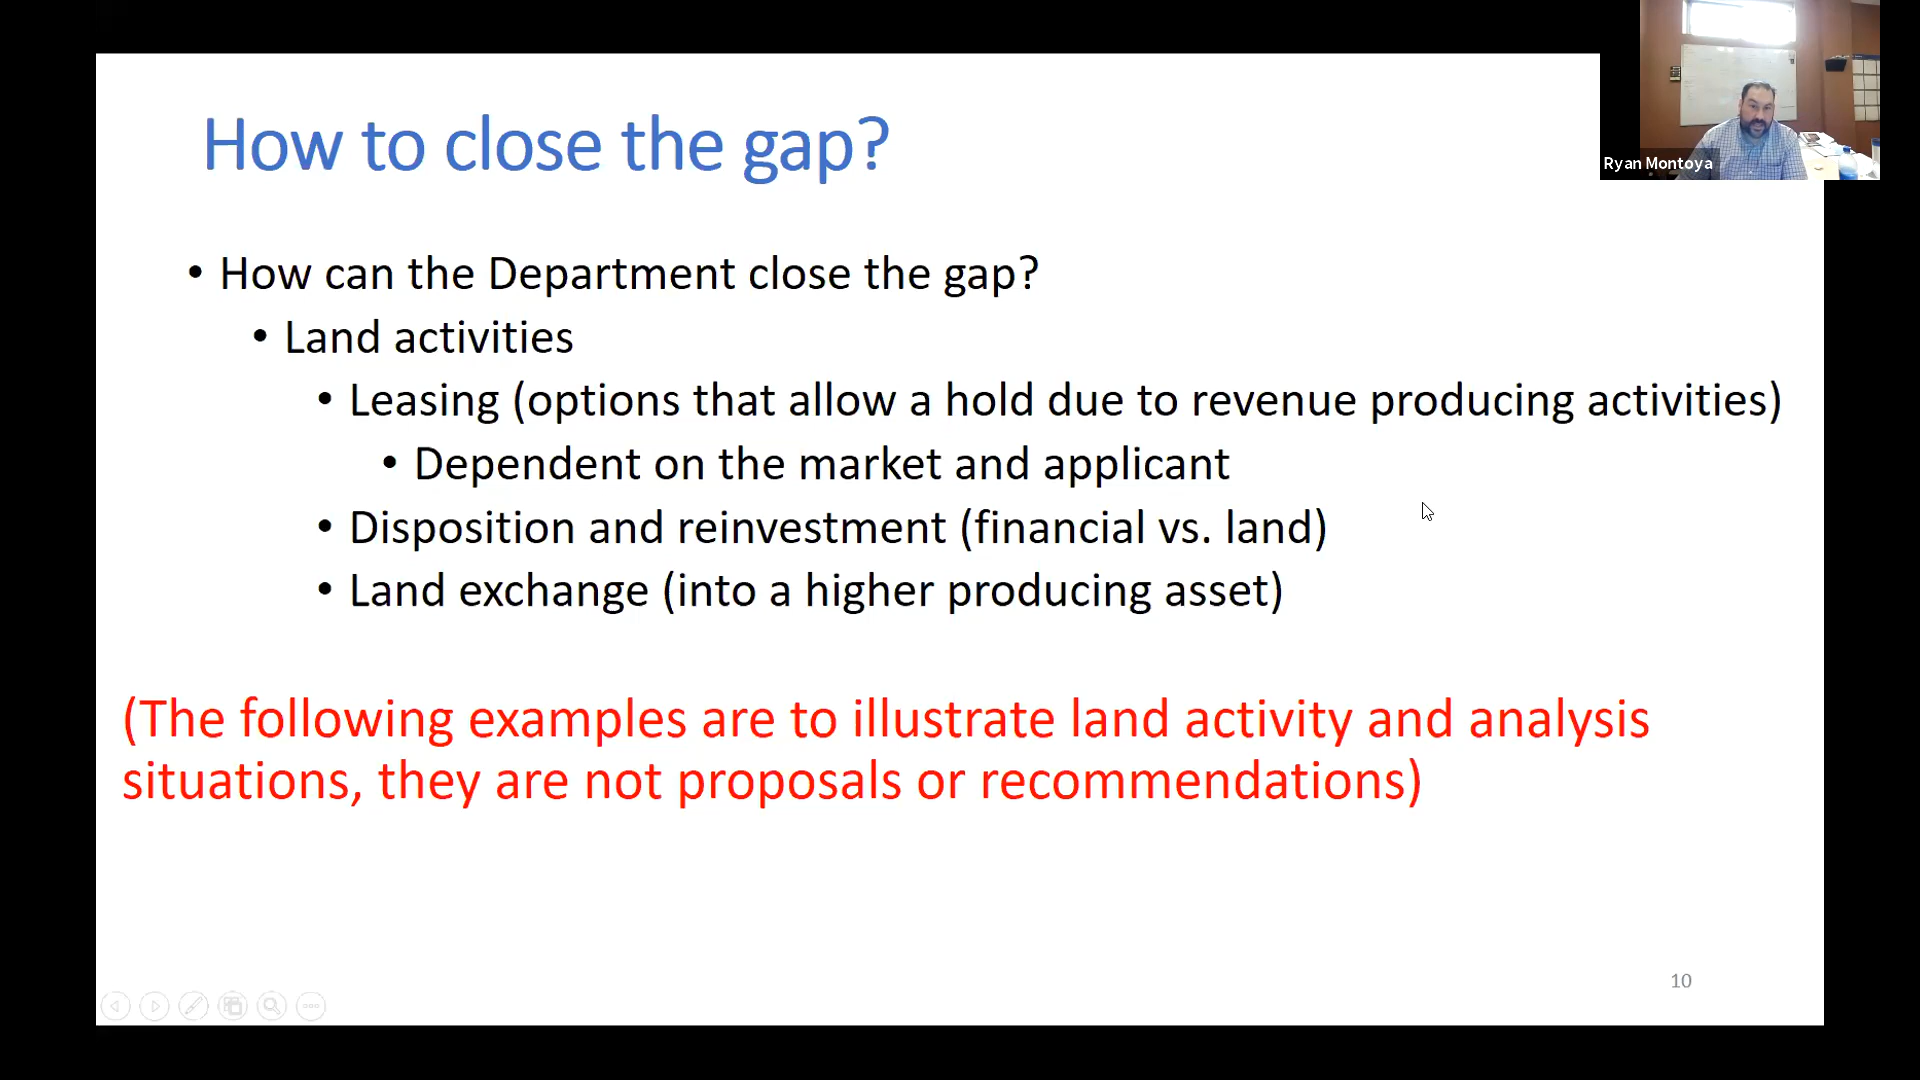 How to close the gap?
Ryan Montoya
• How can the Department close the gap?
• Land activities
• Leasing (options that allow a hold due to revenue producing activities)
• Dependent on the market and applicant
• Disposition and reinvestment (financial vs. land)
• Land exchange (into a higher producing asset)
(The following examples are to illustrate land activity and analysis
situations, they are not proposals or recommendations)
10